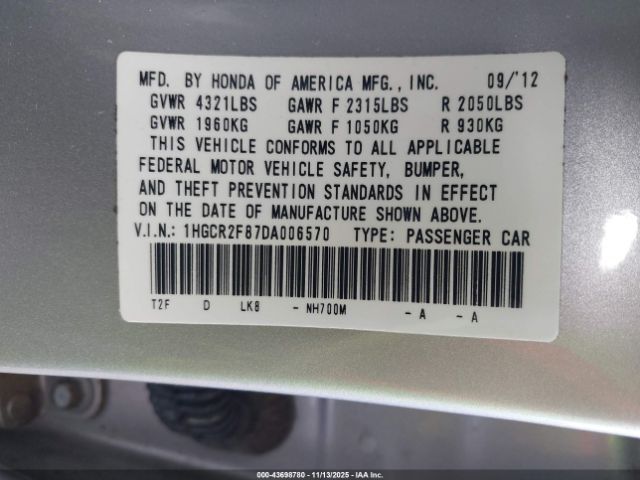 MFD. BY HONDA OF AMERICA MFG., INC. 09/'12
GVWR 4321LBS GAWR F 2315LBS R 2050LBS
GVWR 1960KG GAWR F 1050KG R 930KG
THIS VEHICLE CONFORMS TO ALL APPLICABLE
FEDERAL MOTOR VEHICLE SAFETY, BUMPER,
AND THEFT PREVENTION STANDARDS IN EFFECT
ON THE DATE OF MANUFACTURE SHOWN ABOVE.
V.I.N.: 1HGCR2F87DA006570 TYPE: PASSENGER CAR
T2F D LK8 - NH700M - A - A
000-43698780 — 11/13/2025 — IAA Inc.